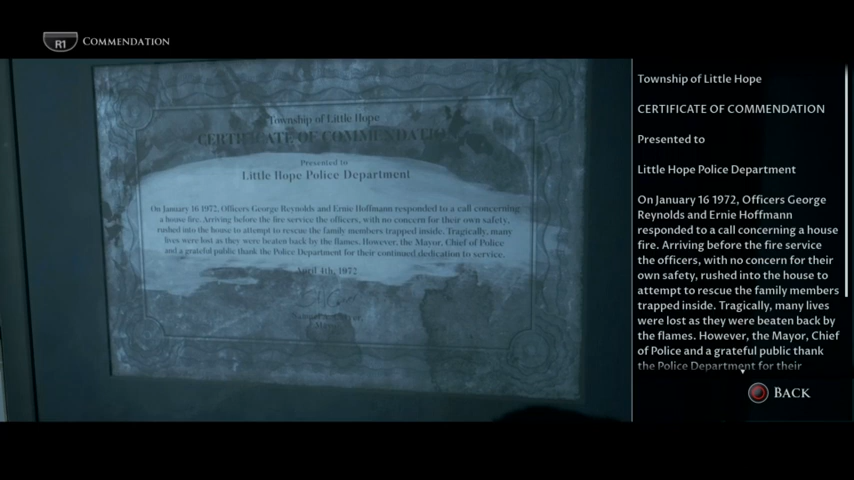 R1 COMMENDATION
Township of Little Hope
CERTIFICATE OF COMMENDATION
Presented to
Little Hope Police Department
On January 16 1972, Officers George Reynolds and Ernie Hoffmann responded to a call concerning
a house fire. Arriving before the fire service the officers, with no concern for their own safety,
rushed into the house to attempt to rescue the family members trapped inside. Tragically, many
lives were lost as they were beaten back by the flames. However, the Mayor, Chief of Police
and a grateful public thank the Police Department for their continued dedication to service.
April 4th, 1972
Township of Little Hope
CERTIFICATE OF COMMENDATION
Presented to
Little Hope Police Department
On January 16 1972, Officers George
Reynolds and Ernie Hoffmann
responded to a call concerning a house
fire. Arriving before the fire service
the officers, with no concern for their
own safety, rushed into the house to
attempt to rescue the family members
trapped inside. Tragically, many lives
were lost as they were beaten back by
the flames. However, the Mayor, Chief
of Police and a grateful public thank
the Police Department for their
BACK